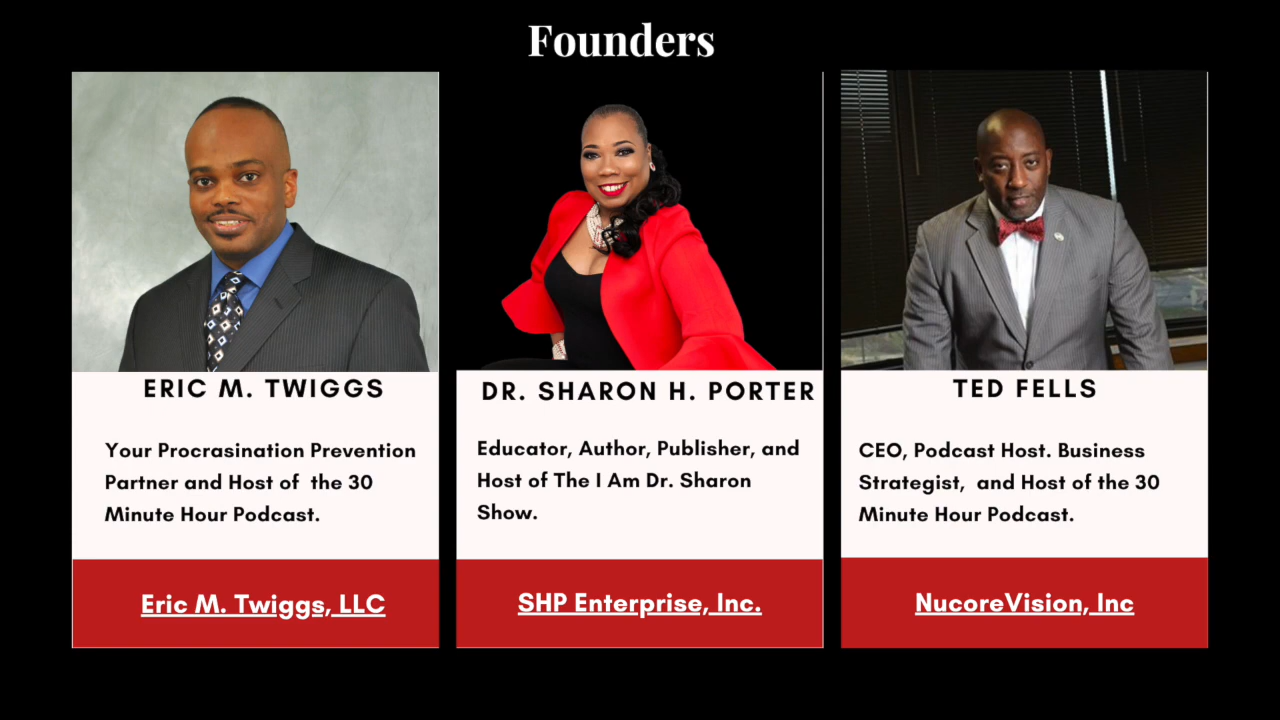 Founders
ERIC M. TWIGGS
Your Procrasination Prevention
Partner and Host of the 30
Minute Hour Podcast.
Eric M. Twiggs, LLC
DR. SHARON H. PORTER
Educator, Author, Publisher, and
Host of The I Am Dr. Sharon
Show.
SHP Enterprise, Inc.
TED FELLS
CEO, Podcast Host. Business
Strategist, and Host of the 30
Minute Hour Podcast.
NucoreVision, Inc